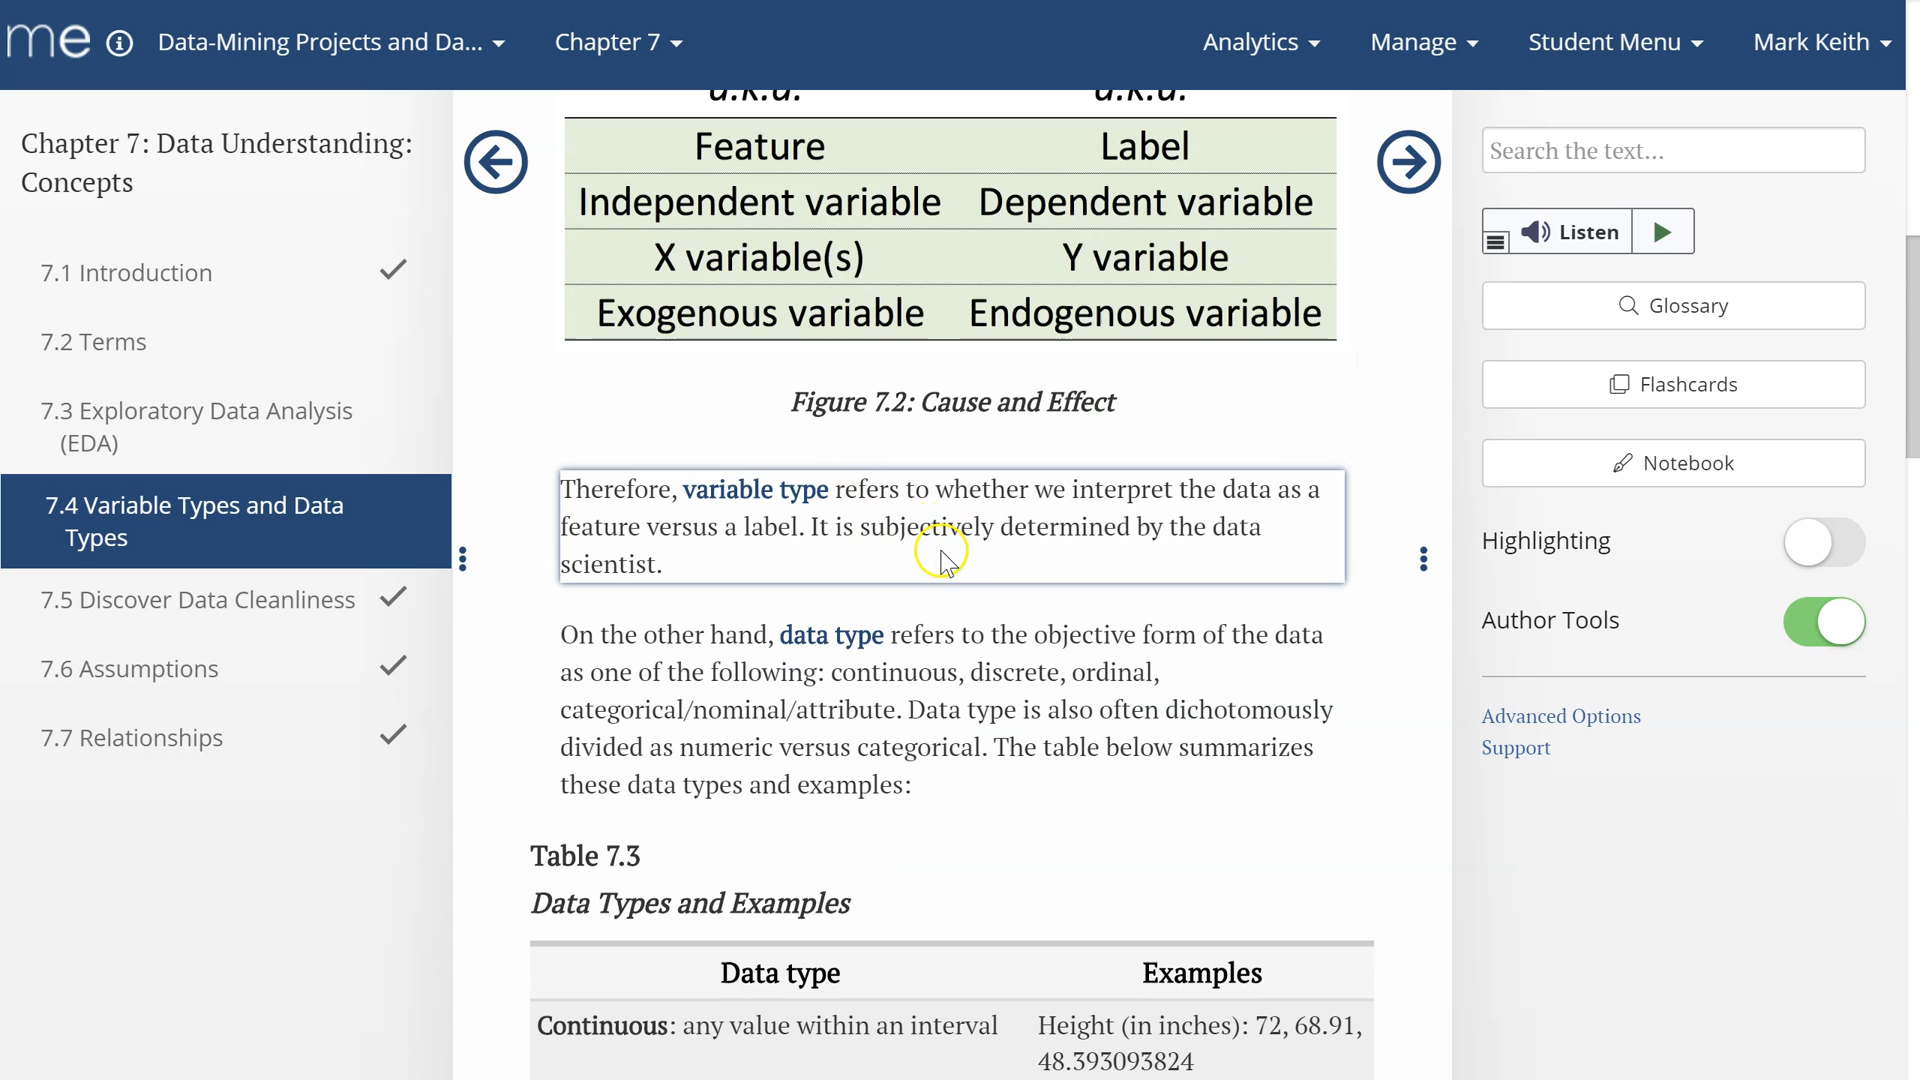 me Data-Mining Projects and Da... Chapter 7 Analytics Manage Student Menu Mark Keith
Chapter 7: Data Understanding:
Concepts
7.1 Introduction
7.2 Terms
7.3 Exploratory Data Analysis
(EDA)
7.4 Variable Types and Data
Types
7.5 Discover Data Cleanliness
7.6 Assumptions
7.7 Relationships
a.k.a. a.k.a.
Feature Label
Independent variable Dependent variable
X variable(s) Y variable
Exogenous variable Endogenous variable
Figure 7.2: Cause and Effect
Therefore, variable type refers to whether we interpret the data as a
feature versus a label. It is subjectively determined by the data
scientist.
On the other hand, data type refers to the objective form of the data
as one of the following: continuous, discrete, ordinal,
categorical/nominal/attribute. Data type is also often dichotomously
divided as numeric versus categorical. The table below summarizes
these data types and examples:
Table 7.3
Data Types and Examples
Data type Examples
Continuous: any value within an interval Height (in inches): 72, 68.91,
48.393093824
Search the text...
Listen
Glossary
Flashcards
Notebook
Highlighting
Author Tools
Advanced Options
Support